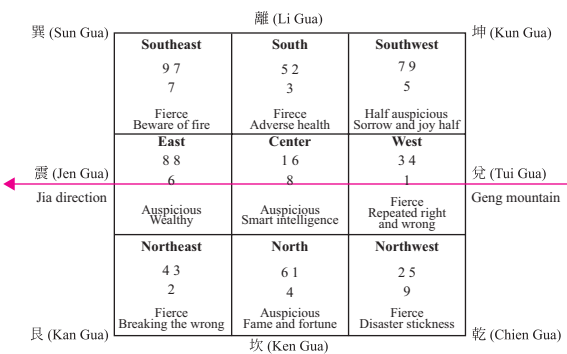 離 (Li Gua)
巽 (Sun Gua)
坤 (Kun Gua)
Southeast
9 7
7
Fierce
Beware of fire
South
5 2
3
Firece
Adverse health
Southwest
7 9
5
Half auspicious
Sorrow and joy half
震 (Jen Gua)
Jia direction
East
8 8
6
Auspicious
Wealthy
Center
1 6
8
Auspicious
Smart intelligence
West
3 4
1
Fierce
Repeated right
and wrong
兌 (Tui Gua)
Geng mountain
Northeast
4 3
2
Fierce
Breaking the wrong
North
6 1
4
Auspicious
Fame and fortune
Northwest
2 5
9
Fierce
Disaster stickness
艮 (Kan Gua)
坎 (Ken Gua)
乾 (Chien Gua)